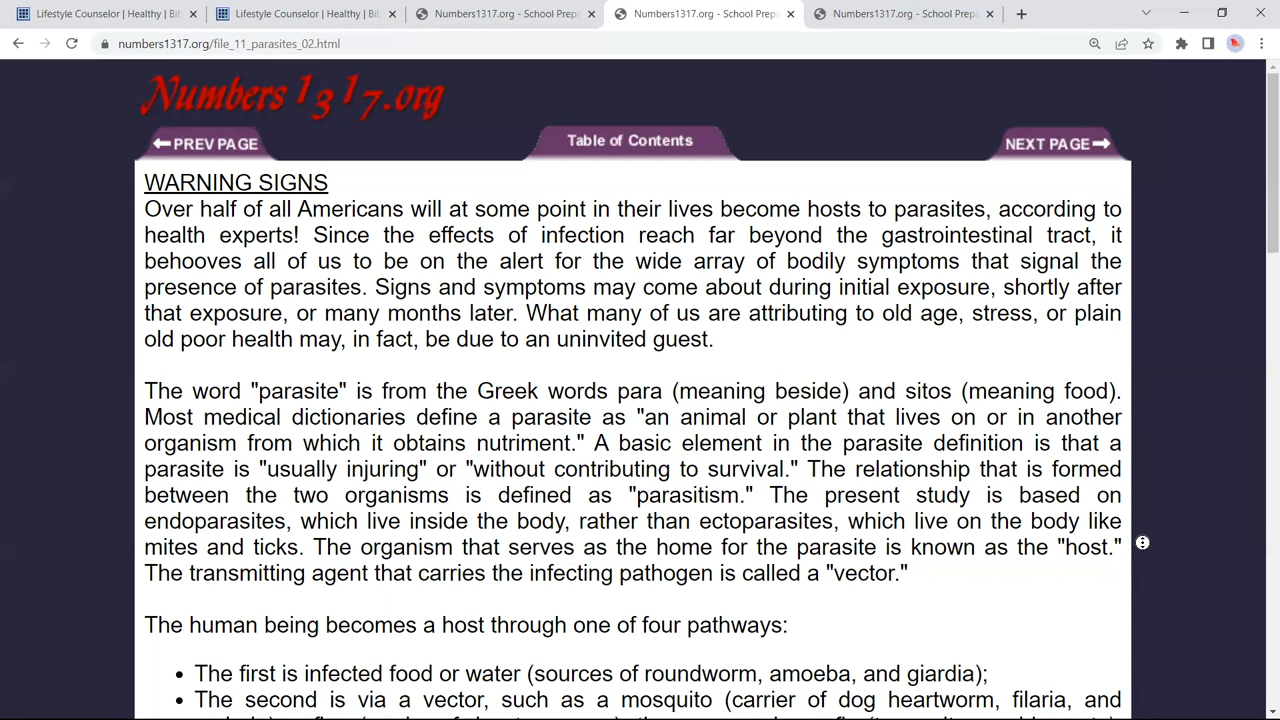 Lifestyle Counselor | Healthy | Bib
Lifestyle Counselor | Healthy | Bib
Numbers1317.org - School Prepa
Numbers1317.org - School Prepa
Numbers1317.org - School Prepa
numbers1317.org/file_11_parasites_02.html
Numbers1317.org
PREV PAGE
Table of Contents
NEXT PAGE
WARNING SIGNS
Over half of all Americans will at some point in their lives become hosts to parasites, according to
health experts! Since the effects of infection reach far beyond the gastrointestinal tract, it
behooves all of us to be on the alert for the wide array of bodily symptoms that signal the
presence of parasites. Signs and symptoms may come about during initial exposure, shortly after
that exposure, or many months later. What many of us are attributing to old age, stress, or plain
old poor health may, in fact, be due to an uninvited guest.
The word "parasite" is from the Greek words para (meaning beside) and sitos (meaning food).
Most medical dictionaries define a parasite as "an animal or plant that lives on or in another
organism from which it obtains nutriment." A basic element in the parasite definition is that a
parasite is "usually injuring" or "without contributing to survival." The relationship that is formed
between the two organisms is defined as "parasitism." The present study is based on
endoparasites, which live inside the body, rather than ectoparasites, which live on the body like
mites and ticks. The organism that serves as the home for the parasite is known as the "host."
The transmitting agent that carries the infecting pathogen is called a "vector."
The human being becomes a host through one of four pathways:
• The first is infected food or water (sources of roundworm, amoeba, and giardia);
• The second is via a vector, such as a mosquito (carrier of dog heartworm, filaria, and